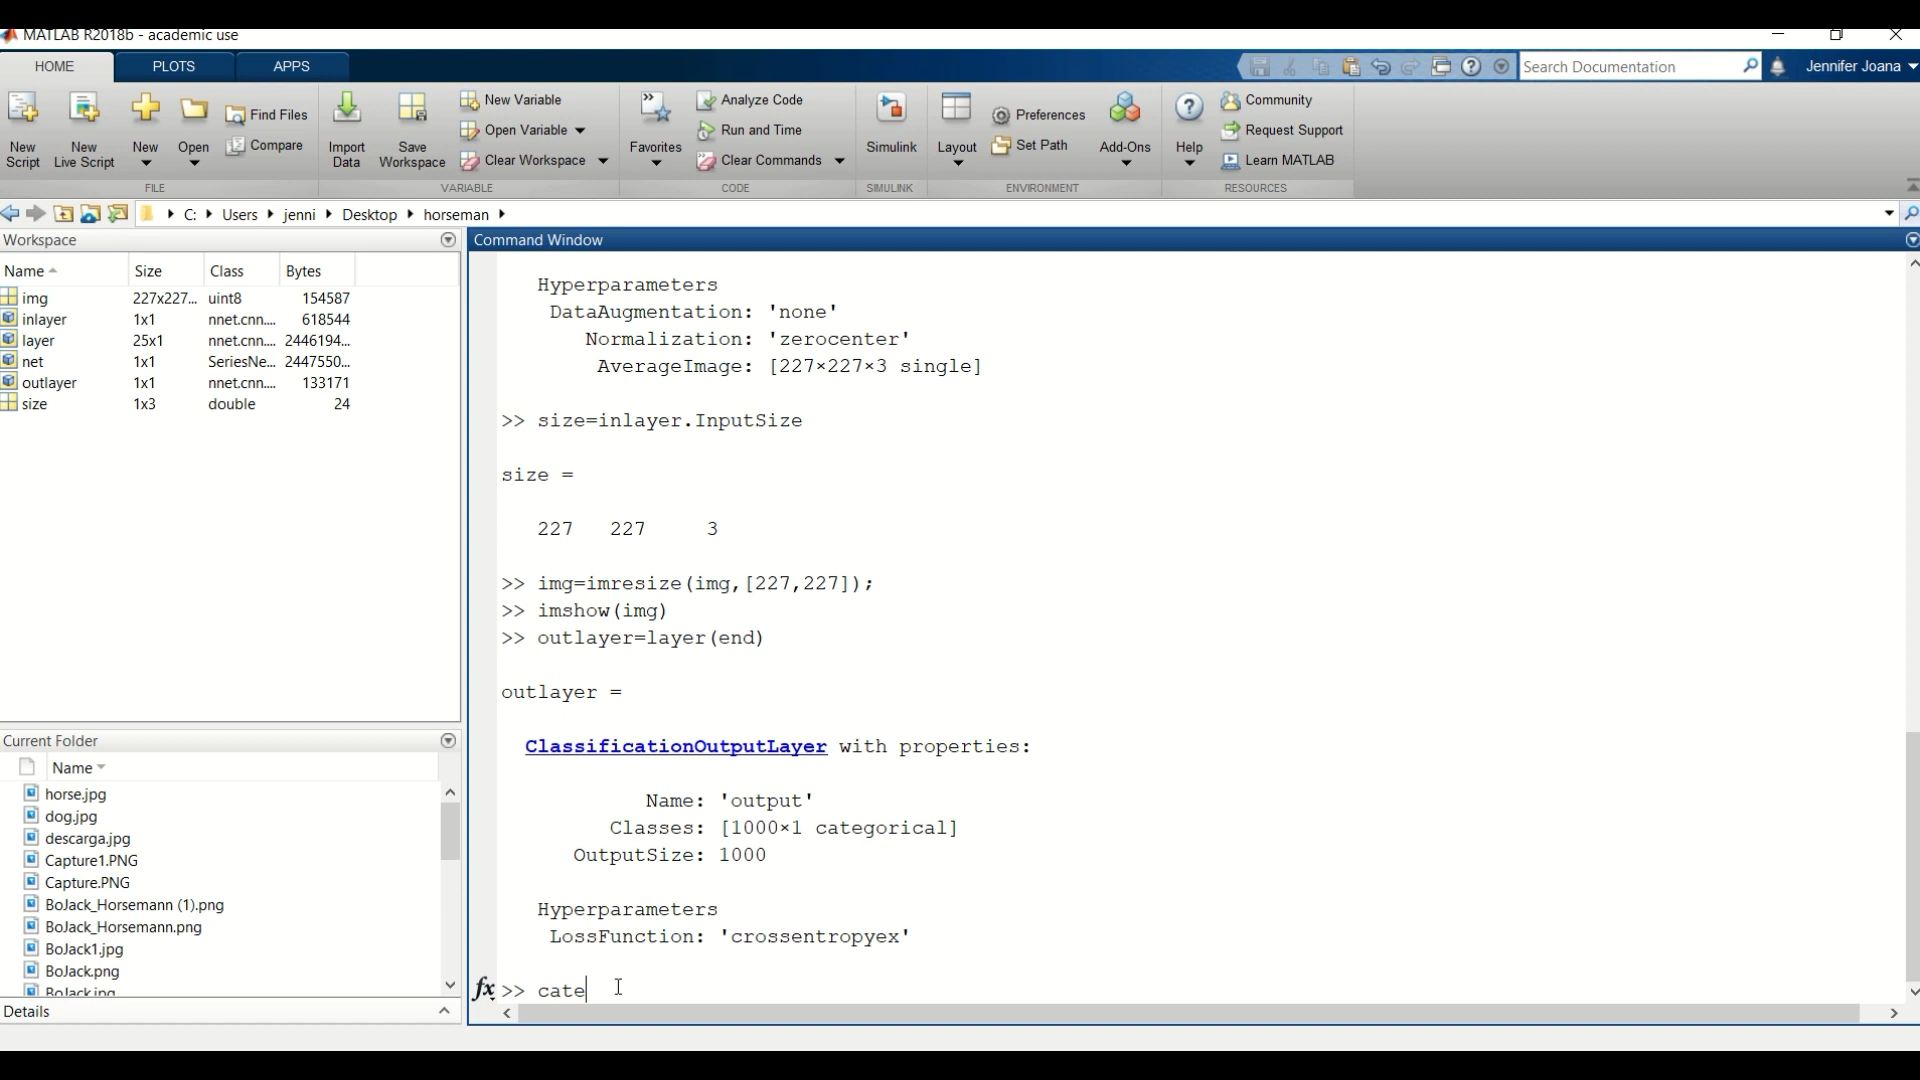 MATLAB R2018b - academic use
HOME PLOTS APPS
Search Documentation
Jennifer Joana
New Script
New Live Script
New
Open
Find Files
Compare
Import Data
Save Workspace
New Variable
Open Variable
Clear Workspace
Favorites
Analyze Code
Run and Time
Clear Commands
Simulink
Layout
Preferences
Set Path
Add-Ons
Help
Community
Request Support
Learn MATLAB
FILE VARIABLE CODE SIMULINK ENVIRONMENT RESOURCES
C: Users jenni Desktop horseman
Workspace
Name Size Class Bytes
img 227x227... uint8 154587
inlayer 1x1 nnet.cnn.... 618544
layer 25x1 nnet.cnn.... 2446194...
net 1x1 SeriesNe... 2447550...
outlayer 1x1 nnet.cnn.... 133171
size 1x3 double 24
Current Folder
Name
horse.jpg
dog.jpg
descarga.jpg
Capture1.PNG
Capture.PNG
BoJack_Horsemann (1).png
BoJack_Horsemann.png
BoJack1.jpg
BoJack.png
BoJack.jpg
Details
Command Window
Hyperparameters
DataAugmentation: 'none'
Normalization: 'zerocenter'
AverageImage: [227×227×3 single]
>> size=inlayer.InputSize
size =
227 227 3
>> img=imresize(img,[227,227]);
>> imshow(img)
>> outlayer=layer(end)
outlayer =
ClassificationOutputLayer with properties:
Name: 'output'
Classes: [1000×1 categorical]
OutputSize: 1000
Hyperparameters
LossFunction: 'crossentropyex'
fx >> cate